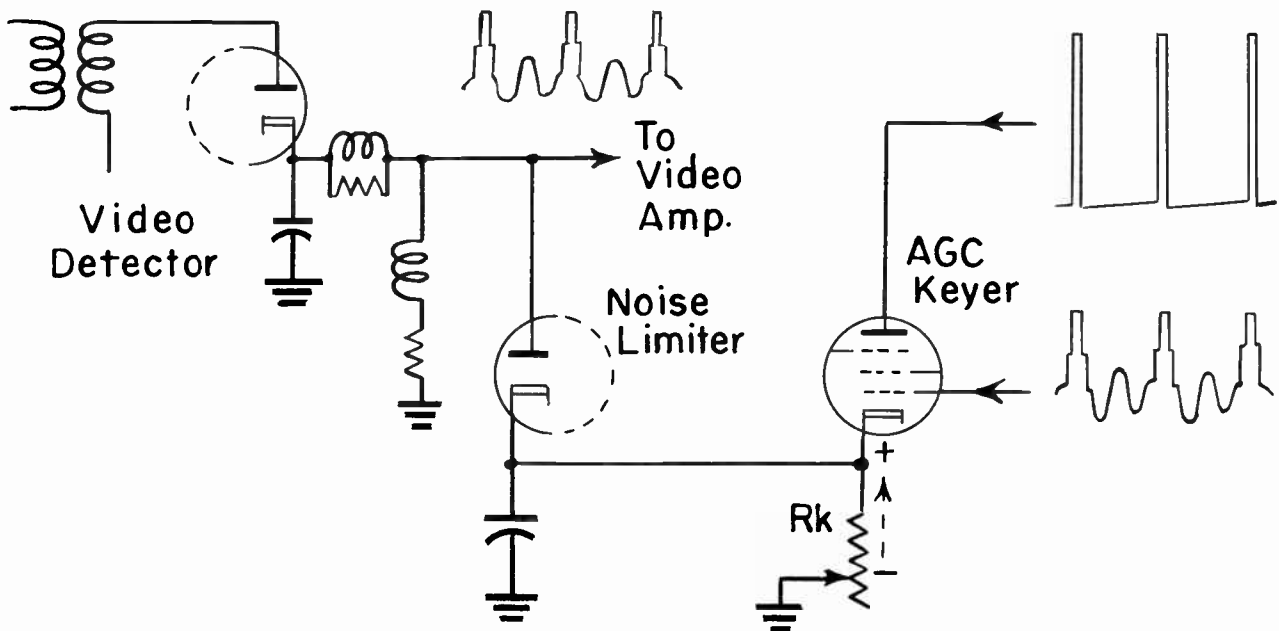 Video
Detector
To
Video
Amp.
Noise
Limiter
AGC
Keyer
+
Rk
−